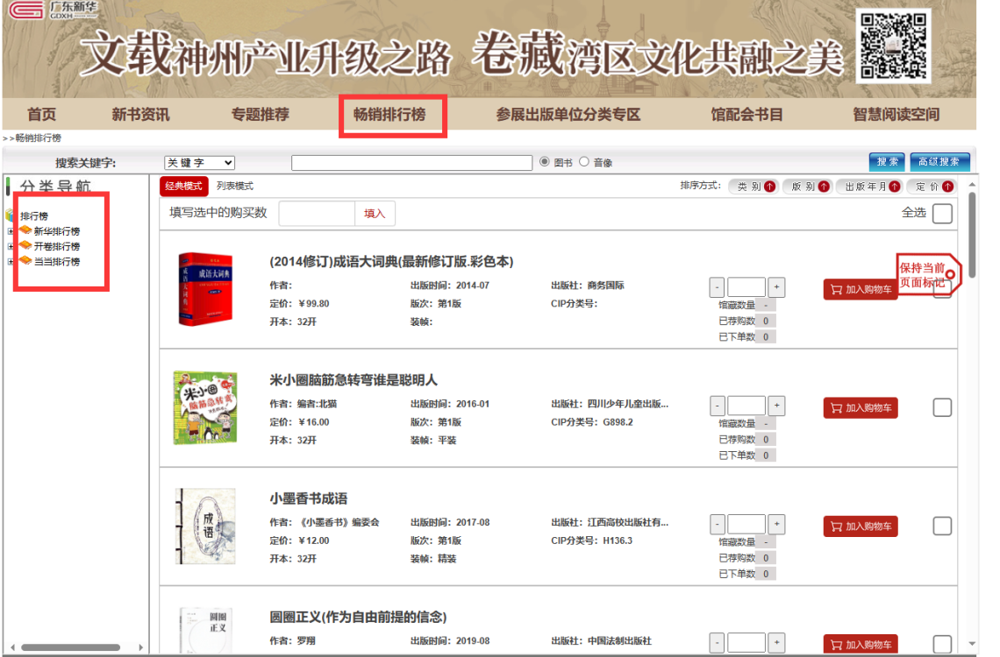 广东新华
GDXH
文载神州产业升级之路 卷藏湾区文化共融之美
首页 新书资讯 专题推荐 畅销排行榜 参展出版单位分类专区 馆配会书目 智慧阅读空间
>>畅销排行榜
搜索关键字: 关键字 图书 音像 搜索 高级搜索
分类导航
排行榜
新华排行榜
开卷排行榜
当当排行榜
经典模式 列表模式 排序方式: 类别 版别 出版年月 定价
填写选中的购买数 填入 全选
成语大词典
成语大词典
(2014修订)成语大词典(最新修订版.彩色本)
作者: 出版时间: 2014-07 出版社: 商务国际 - +
定价: ￥99.80 版次: 第1版 CIP分类号: 馆藏数量 -
开本: 32开 装帧: 已荐购数 0
已下单数 0
加入购物车
保持当前
页面标记
米小圈
脑筋急转弯
米小圈脑筋急转弯谁是聪明人
作者: 编者:北猫 出版时间: 2016-01 出版社: 四川少年儿童出版... - +
定价: ￥16.00 版次: 第1版 CIP分类号: G898.2 馆藏数量 -
开本: 32开 装帧: 平装 已荐购数 0
已下单数 0
加入购物车
成语
小墨香书成语
作者: 《小墨香书》编委会 出版时间: 2017-08 出版社: 江西高校出版社有... - +
定价: ￥12.00 版次: 第1版 CIP分类号: H136.3 馆藏数量 -
开本: 32开 装帧: 精装 已荐购数 0
已下单数 0
加入购物车
圆圈
正义
圆圈正义(作为自由前提的信念)
作者: 罗翔 出版时间: 2019-08 出版社: 中国法制出版社 - +
加入购物车